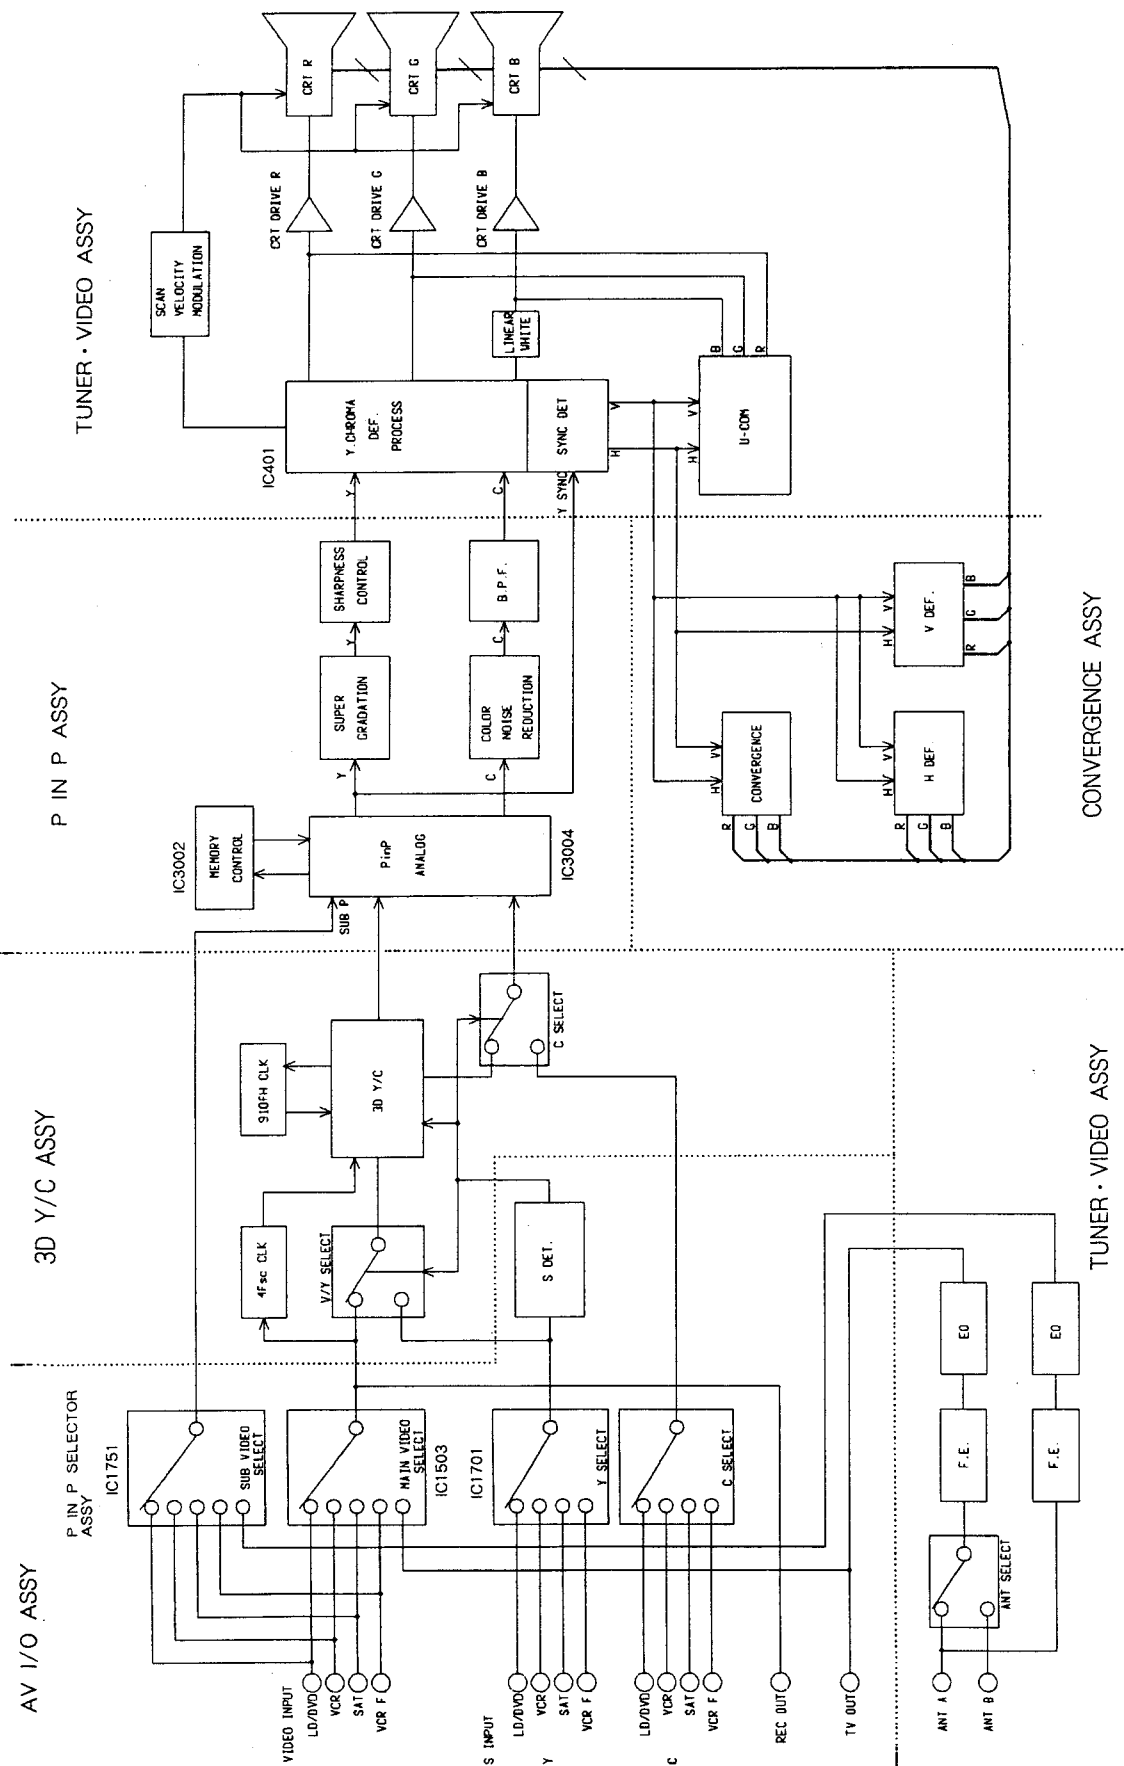 AV I/O ASSY
P IN P SELECTOR
ASSY
3D Y/C ASSY
P IN P ASSY
TUNER・VIDEO ASSY
IC1751
SUB VIDEO
SELECT
MAIN VIDEO
SELECT
IC1503
IC1701
Y SELECT
C SELECT
VIDEO INPUT
LD/DVD
VCR
SAT
VCR F
S INPUT
Y
LD/DVD
VCR
SAT
VCR F
C
LD/DVD
VCR
SAT
VCR F
REC OUT
TV OUT
ANT A
ANT B
ANT SELECT
F.E.
F.E.
EQ
EQ
TUNER・VIDEO ASSY
4Fsc CLK
910FH CLK
V/Y SELECT
3D Y/C
S DET.
C SELECT
SUB P
IC3002
MEMORY
CONTROL
PinP
ANALOG
IC3004
Y
SUPER
GRADATION
Y
SHARPNESS
CONTROL
Y
C
COLOR
NOISE
REDUCTION
C
B.P.F.
C
Y SYNC
IC401
Y.CHROMA
DEF.
PROCESS
SYNC DET
H
V
SCAN
VELOCITY
MODULATION
LINEAR
WHITE
CRT DRIVE R
CRT DRIVE G
CRT DRIVE B
CRT R
CRT G
CRT B
H
V
U-COM
B
G
R
CONVERGENCE
H
V
R
G
B
H DEF.
H
V
R
G
B
V DEF.
H
V
R
G
B
CONVERGENCE ASSY